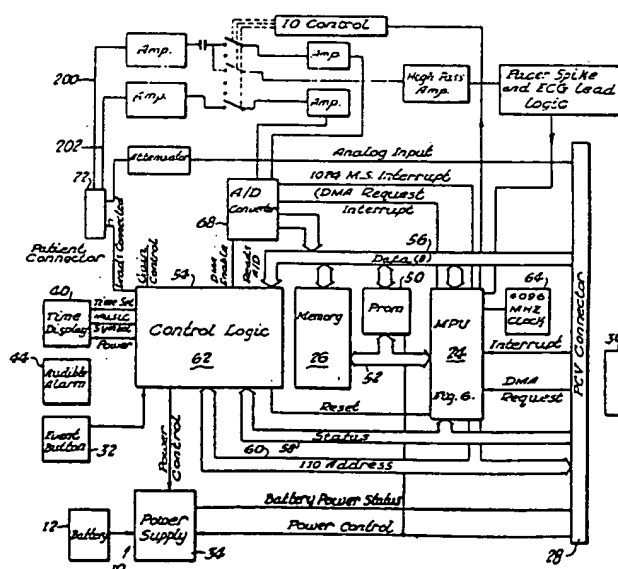 IO Control
Amp.
Amp.
High Pass
Amp.
Pacer Spike
and ECG Lead
Logic
200
Amp.
Amp.
202
Attenuator
Analog Input
22
A/D
Converter
1024 M.S. Interrupt
(DMA Request
Interrupt
68
Patient
Connector
Leads Connected
Gain
Control
DMA
Enable
Ready
A/D
56
Data (8)
54
50
64
40
Time
Display
Time Set
Music
Symbol
Power
Control Logic
62
Memory
26
Prom
MPU
24
Fig. 6.
4096
MHZ
Clock
PCV Connector
44
Audible
Alarm
52
Interrupt
DMA
Request
Event
Button
32
Reset
Status
Power
Control
60
58
I/O Address
12
Battery
Power
Supply
34
Battery Power Status
Power Control
28